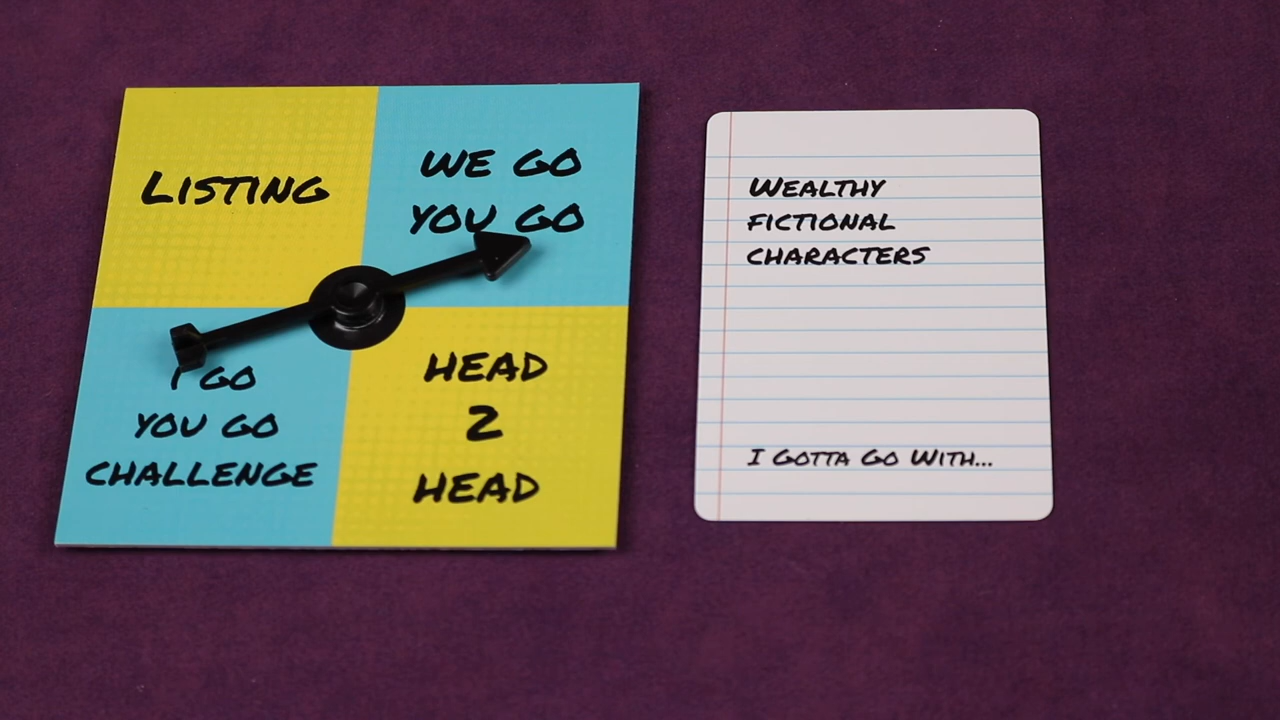 LISTING
WE GO
YOU GO
I GO
YOU GO
CHALLENGE
HEAD
2
HEAD
WEALTHY
FICTIONAL
CHARACTERS
I GOTTA GO WITH...